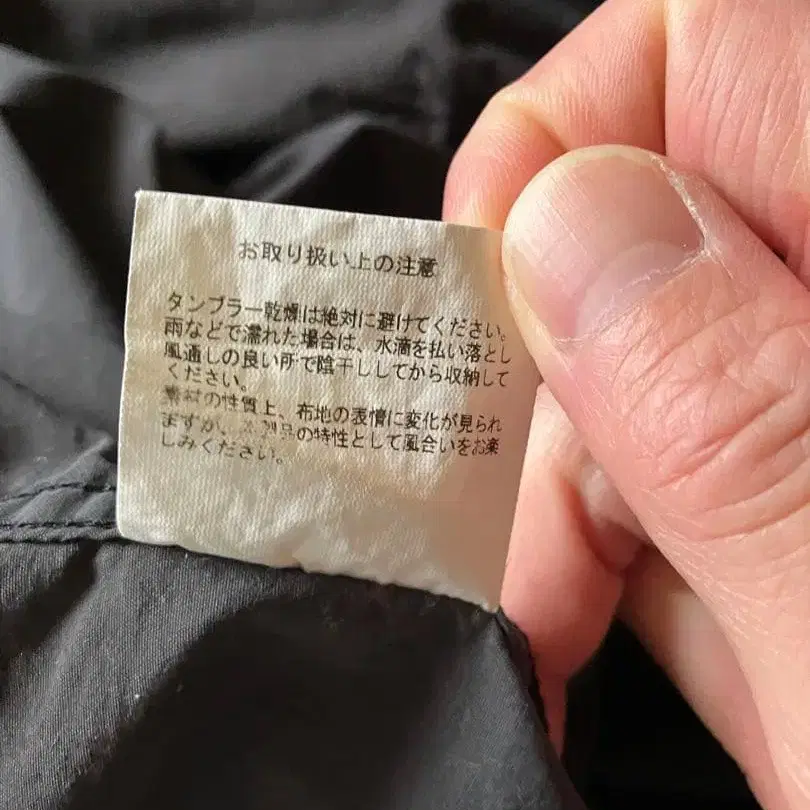 お取り扱い上の注意
タンブラー乾燥は絶対に避けてください。
雨などで濡れた場合は、水滴を払い落とし
風通しの良い所で陰干ししてから収納して
ください。
素材の性質上、布地の表情に変化が見られ
ますが、本製品の特性として風合いをお楽
しみください。